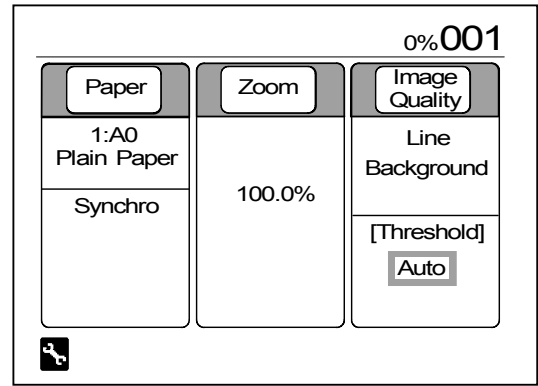 0% 001
Paper
1:A0
Plain Paper
Synchro
Zoom
100.0%
Image
Quality
Line
Background
[Threshold]
Auto